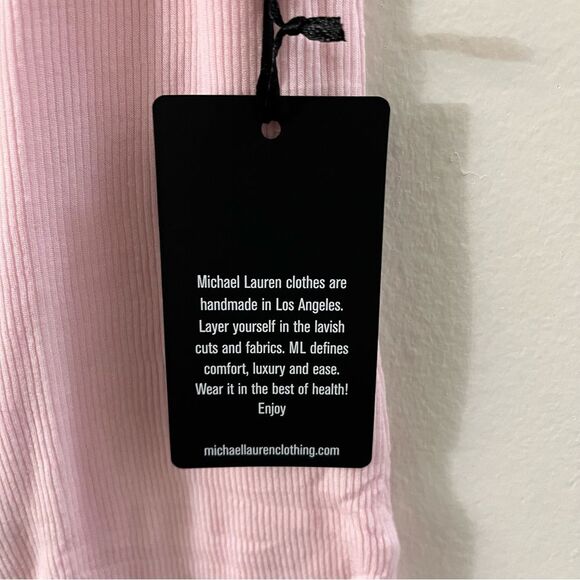 Michael Lauren clothes are
handmade in Los Angeles.
Layer yourself in the lavish
cuts and fabrics. ML defines
comfort, luxury and ease.
Wear it in the best of health!
Enjoy
michaellaurenclothing.com